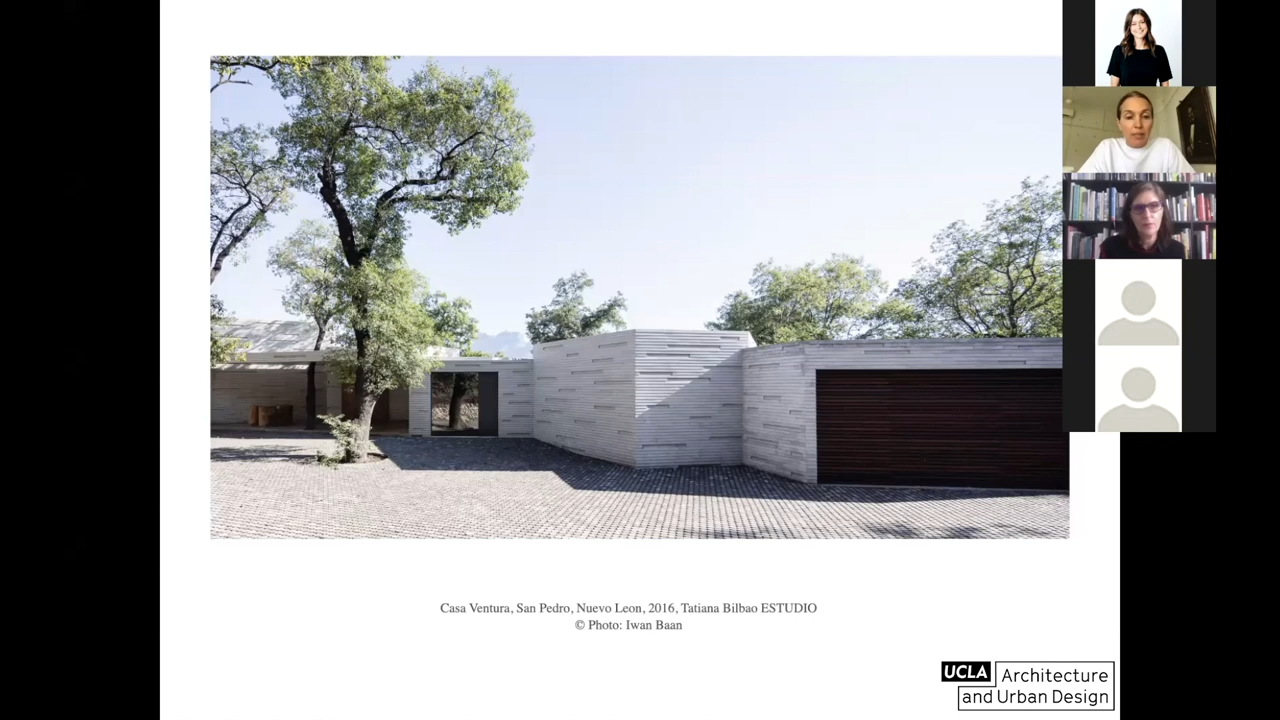 Casa Ventura, San Pedro, Nuevo Leon, 2016, Tatiana Bilbao ESTUDIO
© Photo: Iwan Baan
UCLA Architecture
and Urban Design